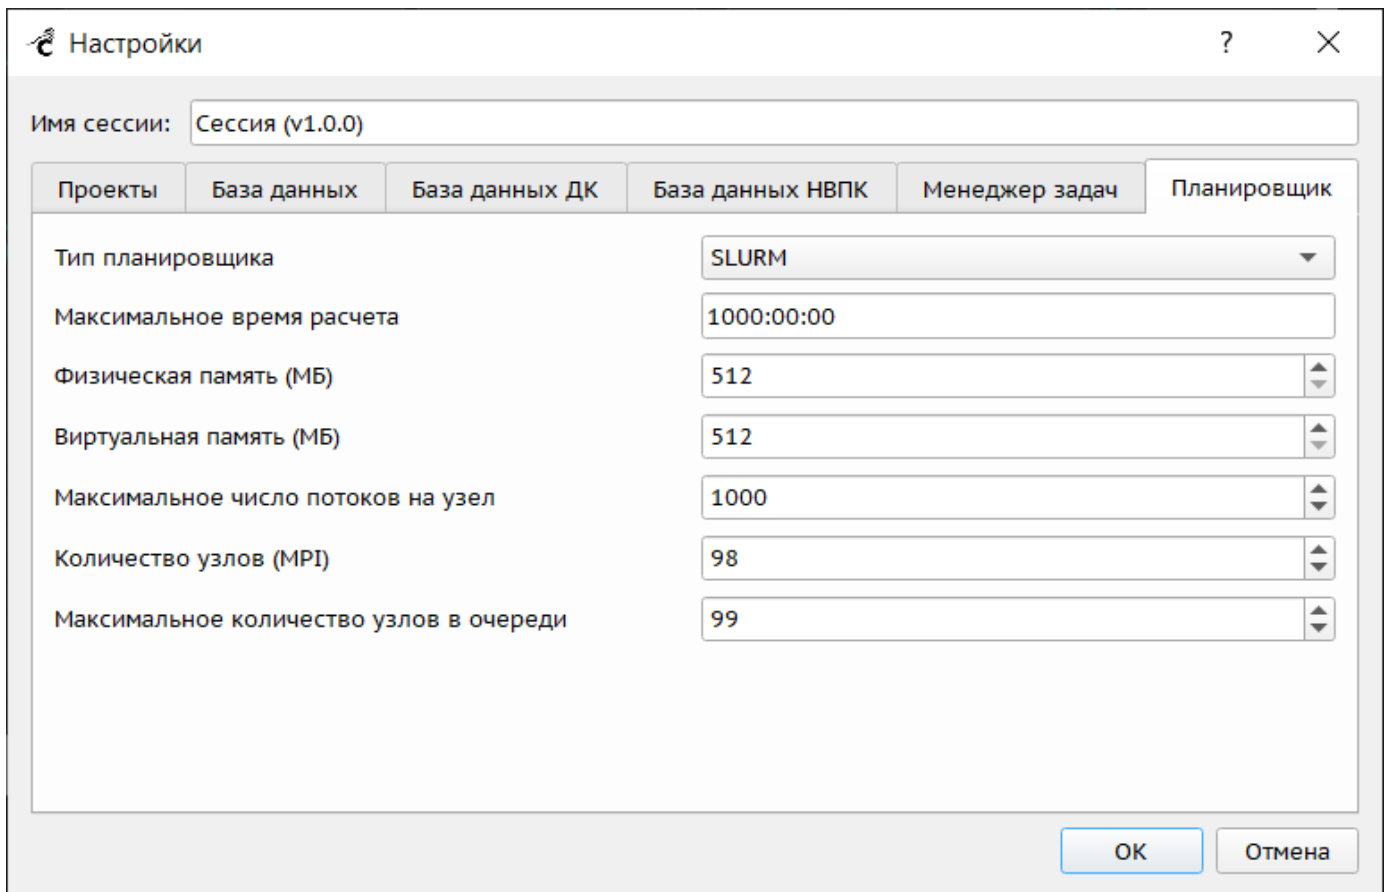 Настройки ?
Имя сессии: Сессия (v1.0.0)
Проекты База данных База данных ДК База данных НВПК Менеджер задач Планировщик
Тип планировщика SLURM
Максимальное время расчета 1000:00:00
Физическая память (МБ) 512
Виртуальная память (МБ) 512
Максимальное число потоков на узел 1000
Количество узлов (MPI) 98
Максимальное количество узлов в очереди 99
OK Отмена